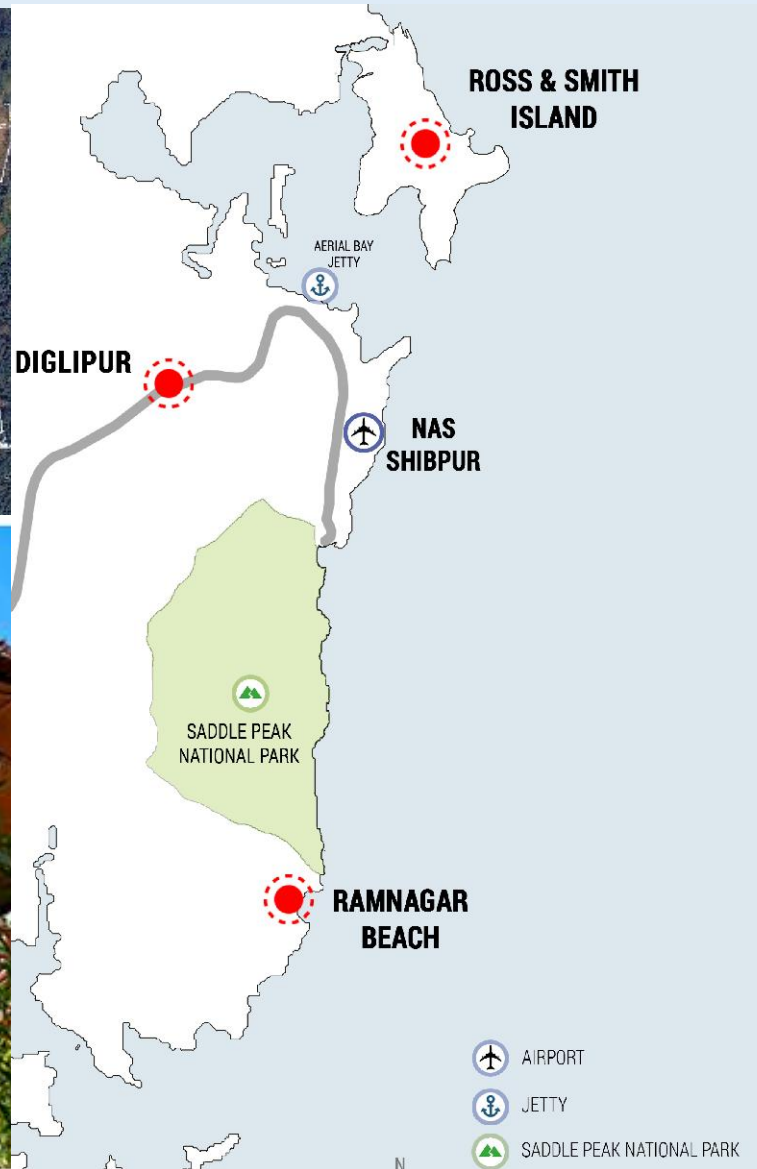 ROSS & SMITH
ISLAND
AERIAL BAY
JETTY
DIGLIPUR
NAS
SHIBPUR
SADDLE PEAK
NATIONAL PARK
RAMNAGAR
BEACH
AIRPORT
JETTY
SADDLE PEAK NATIONAL PARK
N